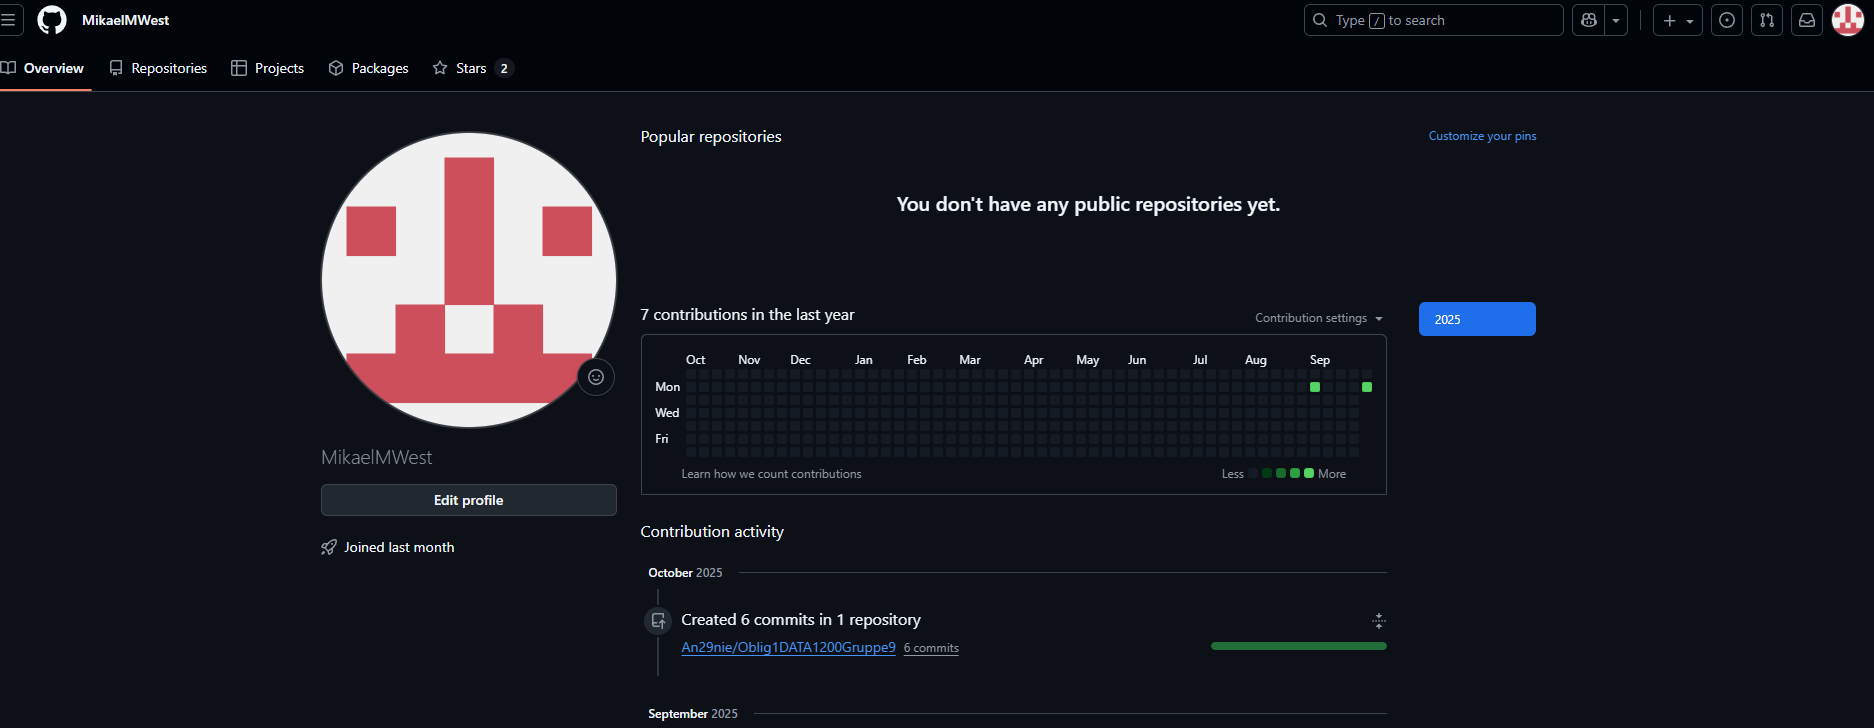 MikaelMWest
Type / to search
Overview Repositories Projects Packages Stars 2
Popular repositories
Customize your pins
You don't have any public repositories yet.
7 contributions in the last year
Contribution settings
2025
Oct Nov Dec Jan Feb Mar Apr May Jun Jul Aug Sep
Mon
Wed
Fri
Learn how we count contributions
Less More
MikaelMWest
Edit profile
Joined last month
Contribution activity
October 2025
Created 6 commits in 1 repository
An29nie/Oblig1DATA1200Gruppe9 6 commits
September 2025